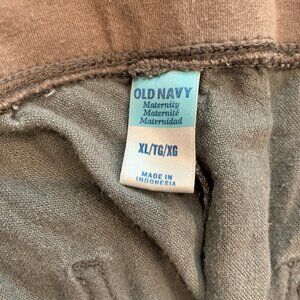 OLD NAVY
Maternity
Maternité
Maternidad
XL/TG/XG
MADE IN
INDONESIA